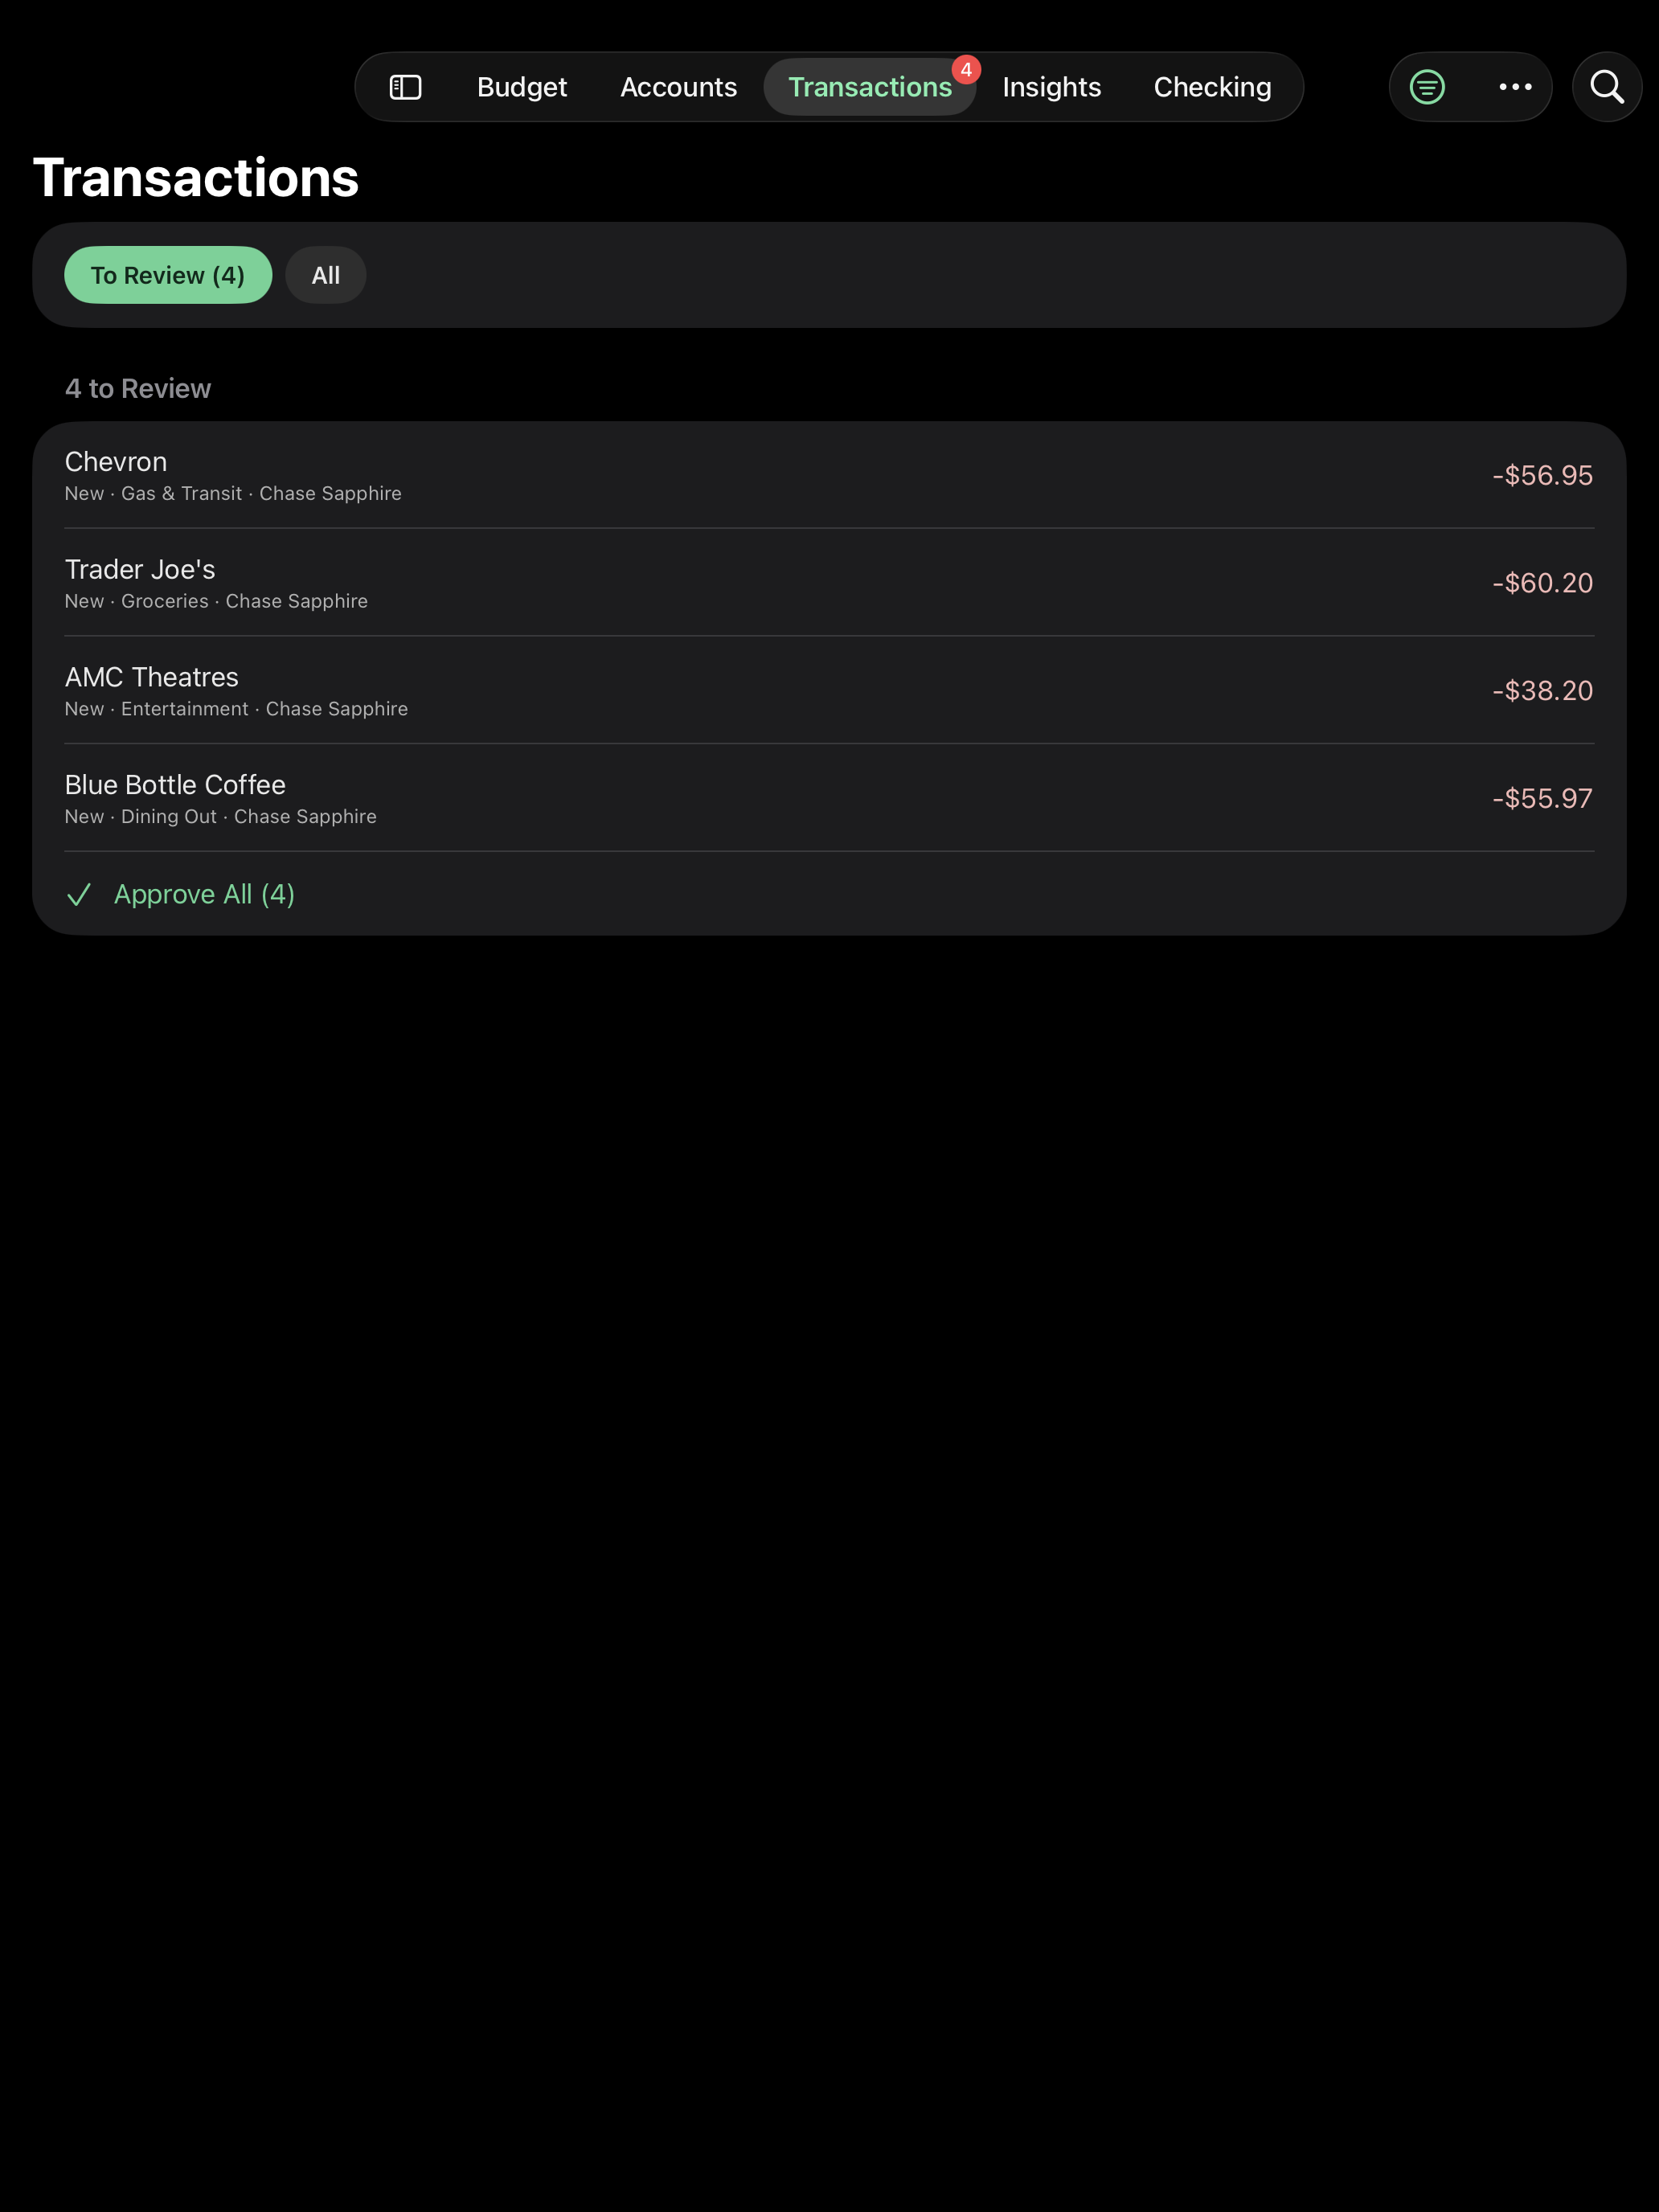 Budget Accounts Transactions 4 Insights Checking
Transactions
To Review (4) All
4 to Review
Chevron
New · Gas & Transit · Chase Sapphire
-$56.95
Trader Joe's
New · Groceries · Chase Sapphire
-$60.20
AMC Theatres
New · Entertainment · Chase Sapphire
-$38.20
Blue Bottle Coffee
New · Dining Out · Chase Sapphire
-$55.97
Approve All (4)